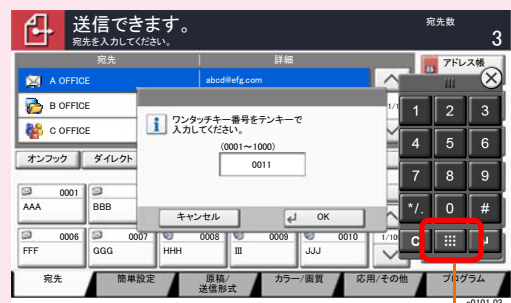 送信できます。
宛先を入力してください。
宛先数
3
宛先
詳細
アドレス帳
A OFFICE
abcd@efg.com
B OFFICE
1/1
C OFFICE
ワンタッチキー番号をテンキーで
入力してください。
(0001～1000)
0011
キャンセル
OK
オンフック
ダイレクト
1
2
3
4
5
6
7
8
9
*/.
0
#
C
0001
AAA
BBB
0006
FFF
0007
GGG
0008
HHH
0009
III
0010
JJJ
1/10
宛先
簡単設定
原稿/
送信形式
カラー/画質
応用/その他
プログラム